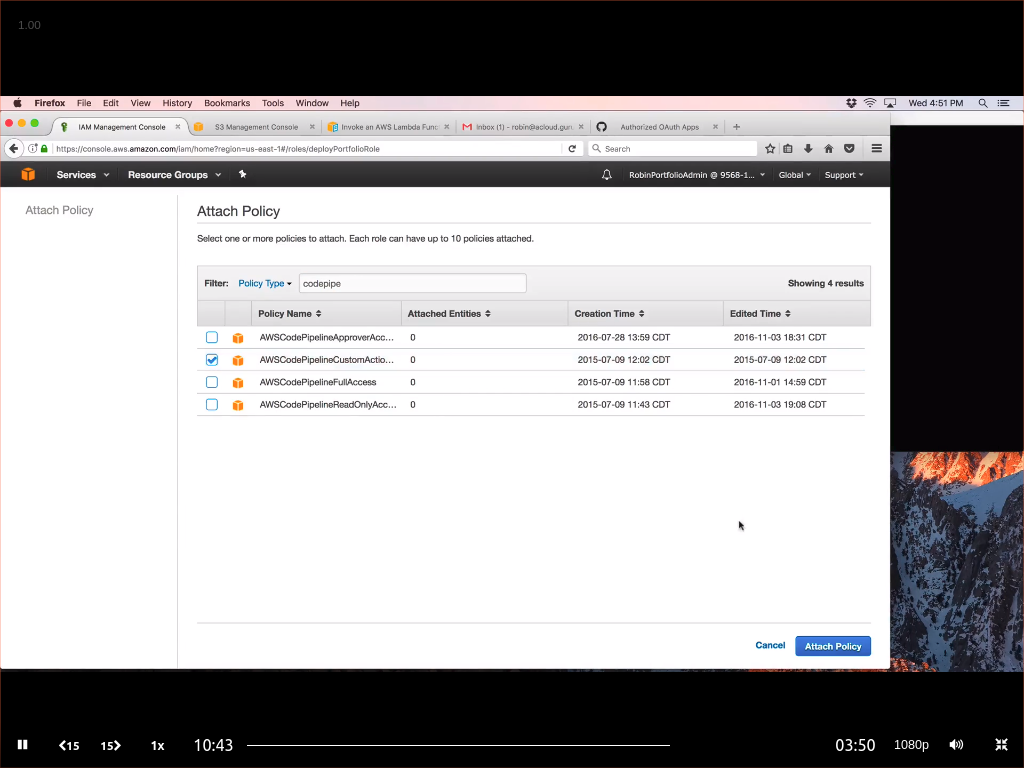 1.00
Firefox File Edit View History Bookmarks Tools Window Help Wed 4:51 PM
IAM Management Console S3 Management Console Invoke an AWS Lambda Func Inbox (1) - robin@acloud.guru Authorized OAuth Apps
https://console.aws.amazon.com/iam/home?region=us-east-1#/roles/deployPortfolioRole Search
Services Resource Groups RobinPortfolioAdmin @ 9568-1... Global Support
Attach Policy
Attach Policy
Select one or more policies to attach. Each role can have up to 10 policies attached.
Filter: Policy Type codepipe Showing 4 results
Policy Name Attached Entities Creation Time Edited Time
AWSCodePipelineApproverAcc... 0 2016-07-28 13:59 CDT 2016-11-03 18:31 CDT
AWSCodePipelineCustomActio... 0 2015-07-09 12:02 CDT 2015-07-09 12:02 CDT
AWSCodePipelineFullAccess 0 2015-07-09 11:58 CDT 2016-11-01 14:59 CDT
AWSCodePipelineReadOnlyAcc... 0 2015-07-09 11:43 CDT 2016-11-03 19:08 CDT
Cancel Attach Policy
15 15 1x 10:43 03:50 1080p